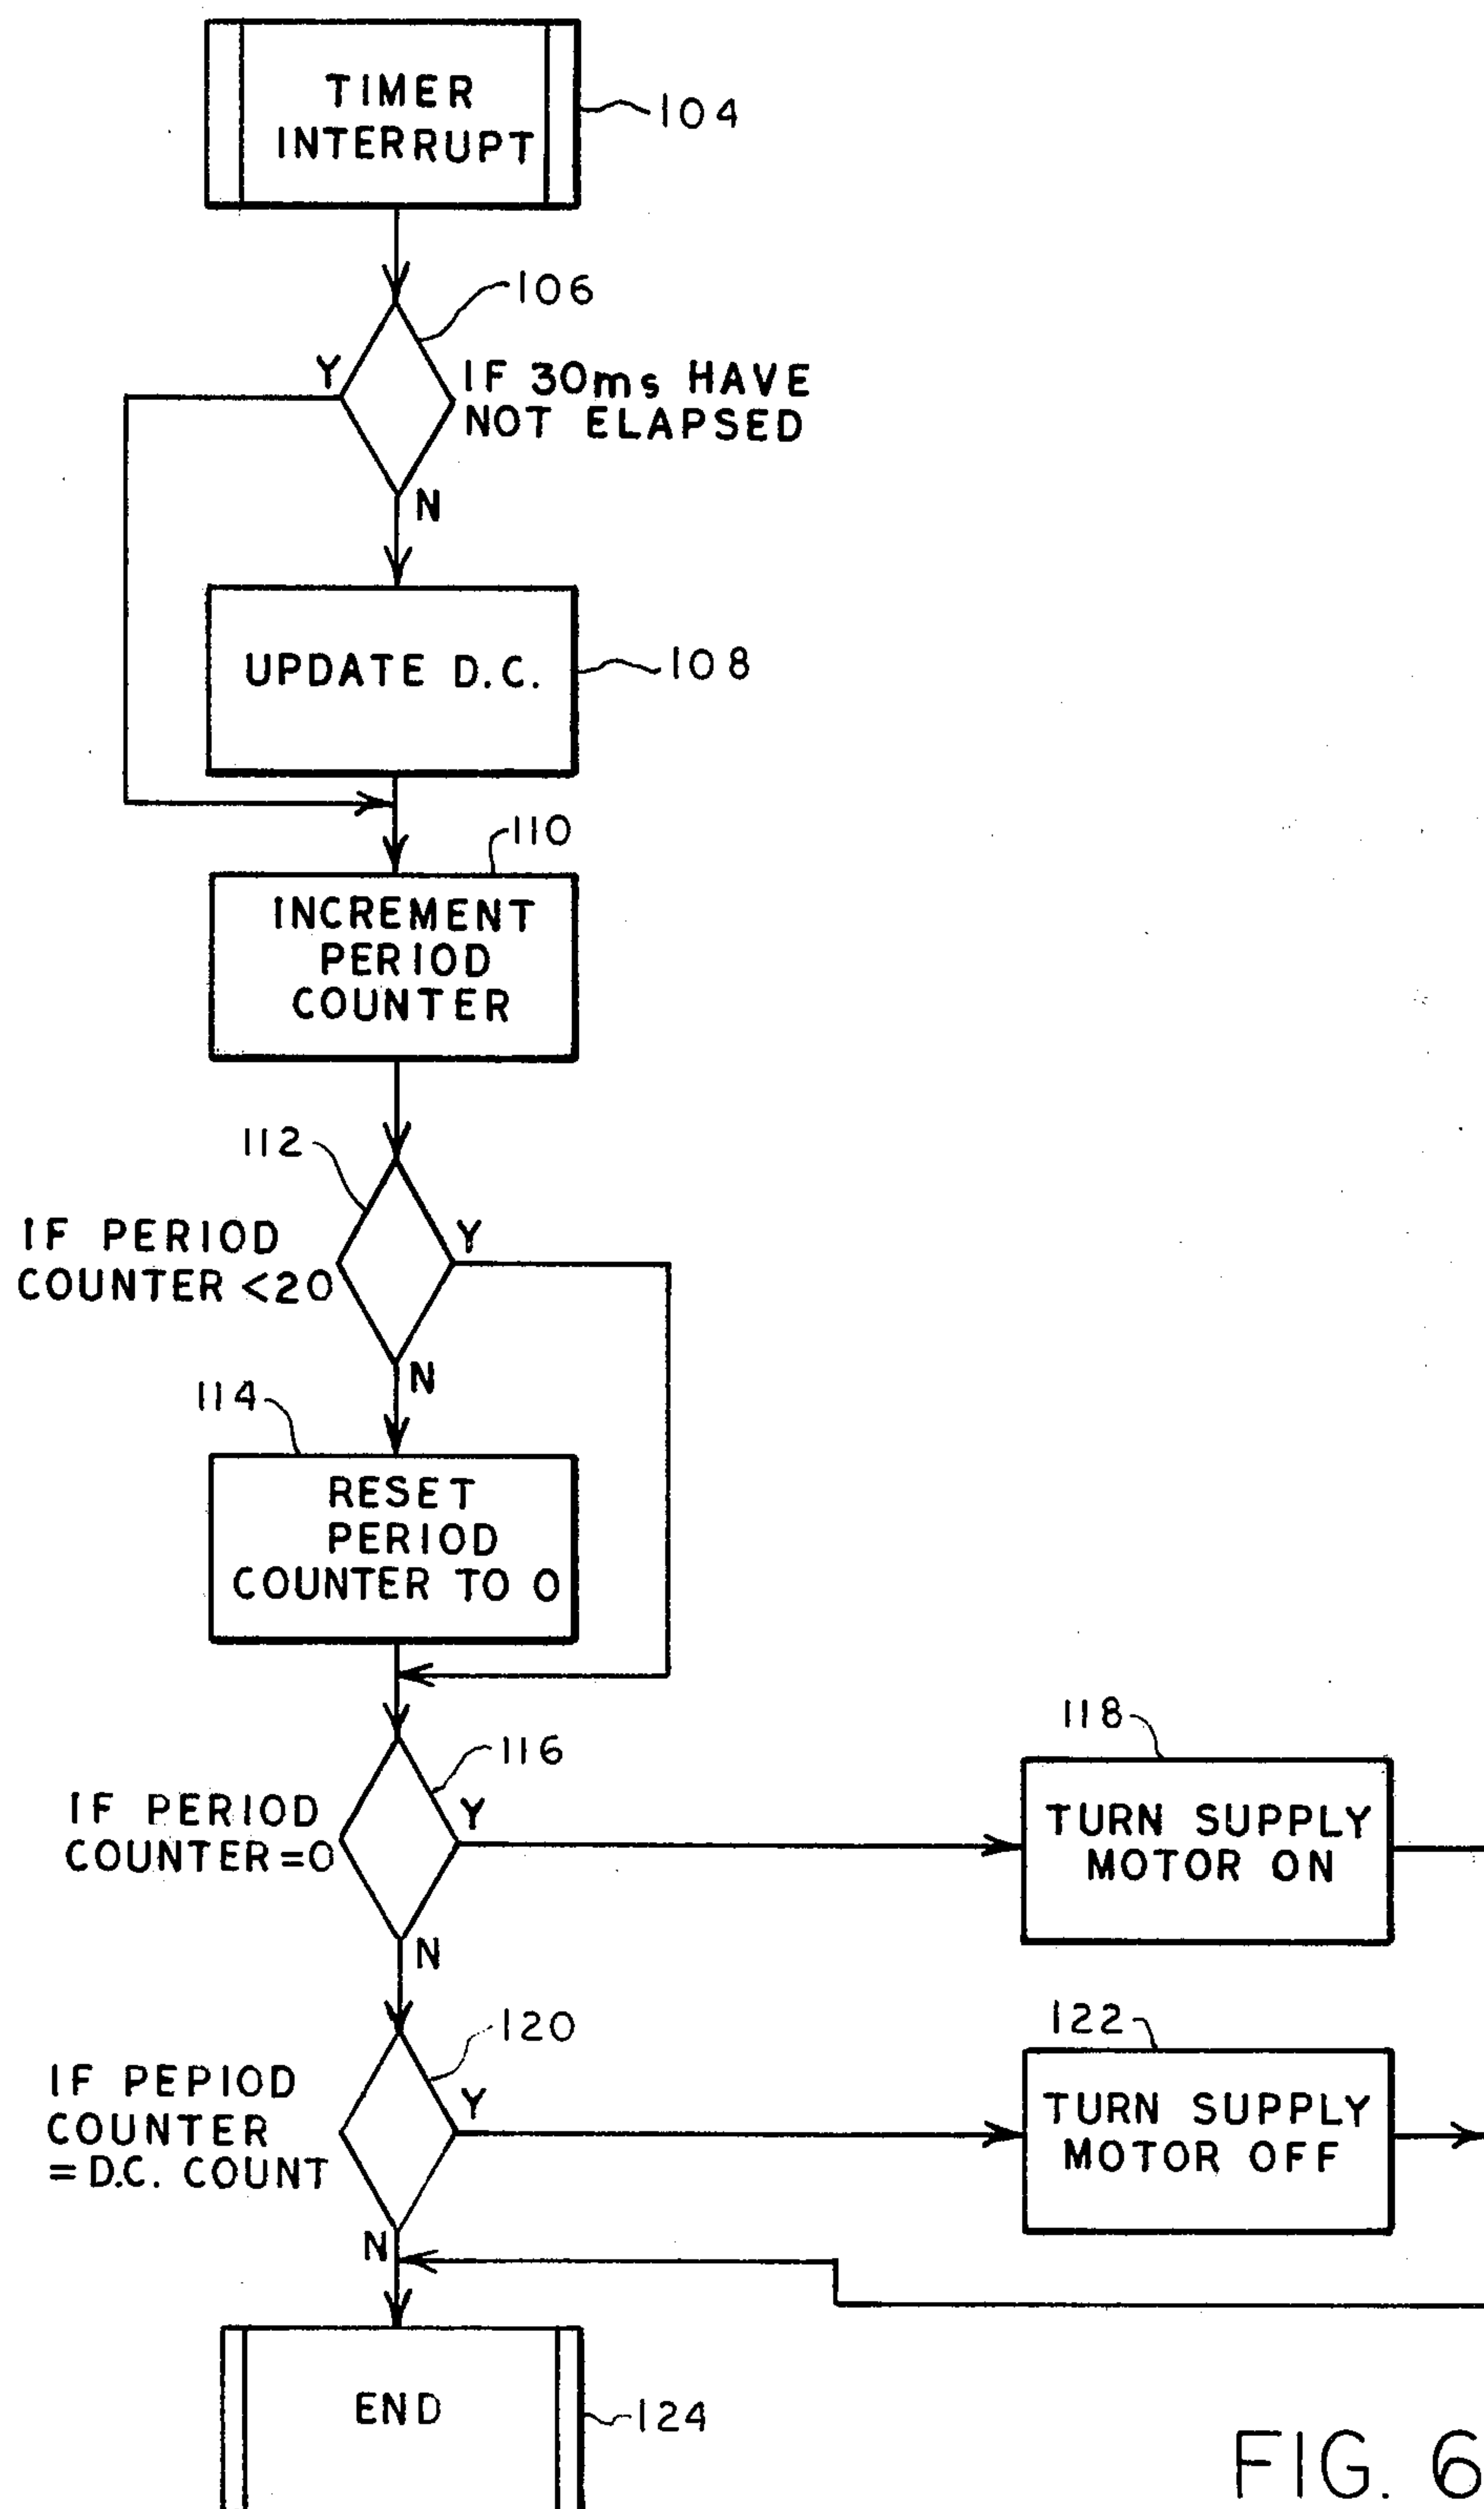 TIMER
INTERRUPT
104
106
Y
IF 30ms HAVE
NOT ELAPSED
N
UPDATE D.C.
108
110
INCREMENT
PERIOD
COUNTER
112
IF PERIOD
COUNTER <20
Y
N
114
RESET
PERIOD
COUNTER TO 0
116
IF PERIOD
COUNTER=0
Y
118
TURN SUPPLY
MOTOR ON
N
120
IF PEPIOD
COUNTER
= D.C. COUNT
Y
122
TURN SUPPLY
MOTOR OFF
N
END
124
FIG. 6